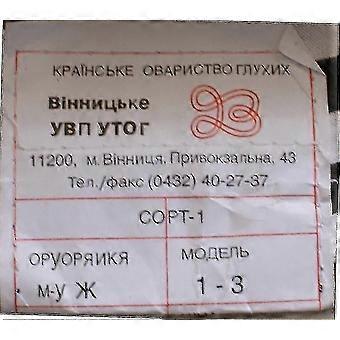 КРАЇНСЬКЕ ОВАРИСТВО ГЛУХИХ
Вінницьке
УВП УТОГ
11200, м. Вінниця, Привокзальна, 43
Тел./факс (0432) 40-27-37
СОРТ-1
ОРУОРЯИКЯ МОДЕЛЬ
м-у Ж 1 - 3